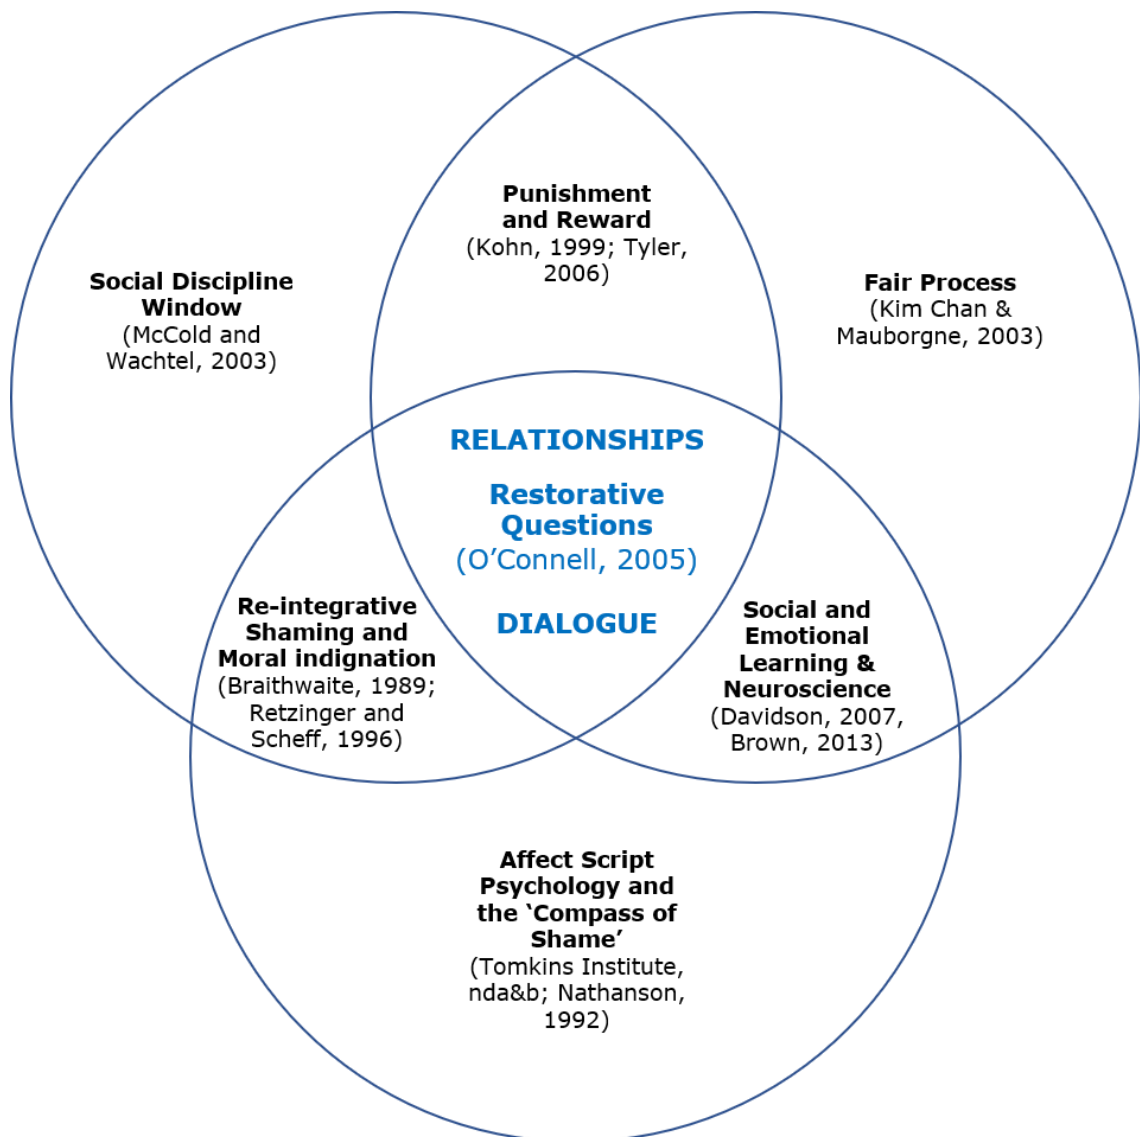 Punishment
and Reward
(Kohn, 1999; Tyler,
2006)
Social Discipline
Window
(McCold and
Wachtel, 2003)
Fair Process
(Kim Chan &
Mauborgne, 2003)
RELATIONSHIPS
Restorative
Questions
(O’Connell, 2005)
DIALOGUE
Re-integrative
Shaming and
Moral indignation
(Braithwaite, 1989;
Retzinger and
Scheff, 1996)
Social and
Emotional
Learning &
Neuroscience
(Davidson, 2007,
Brown, 2013)
Affect Script
Psychology and
the ‘Compass of
Shame’
(Tomkins Institute,
nda&b; Nathanson,
1992)